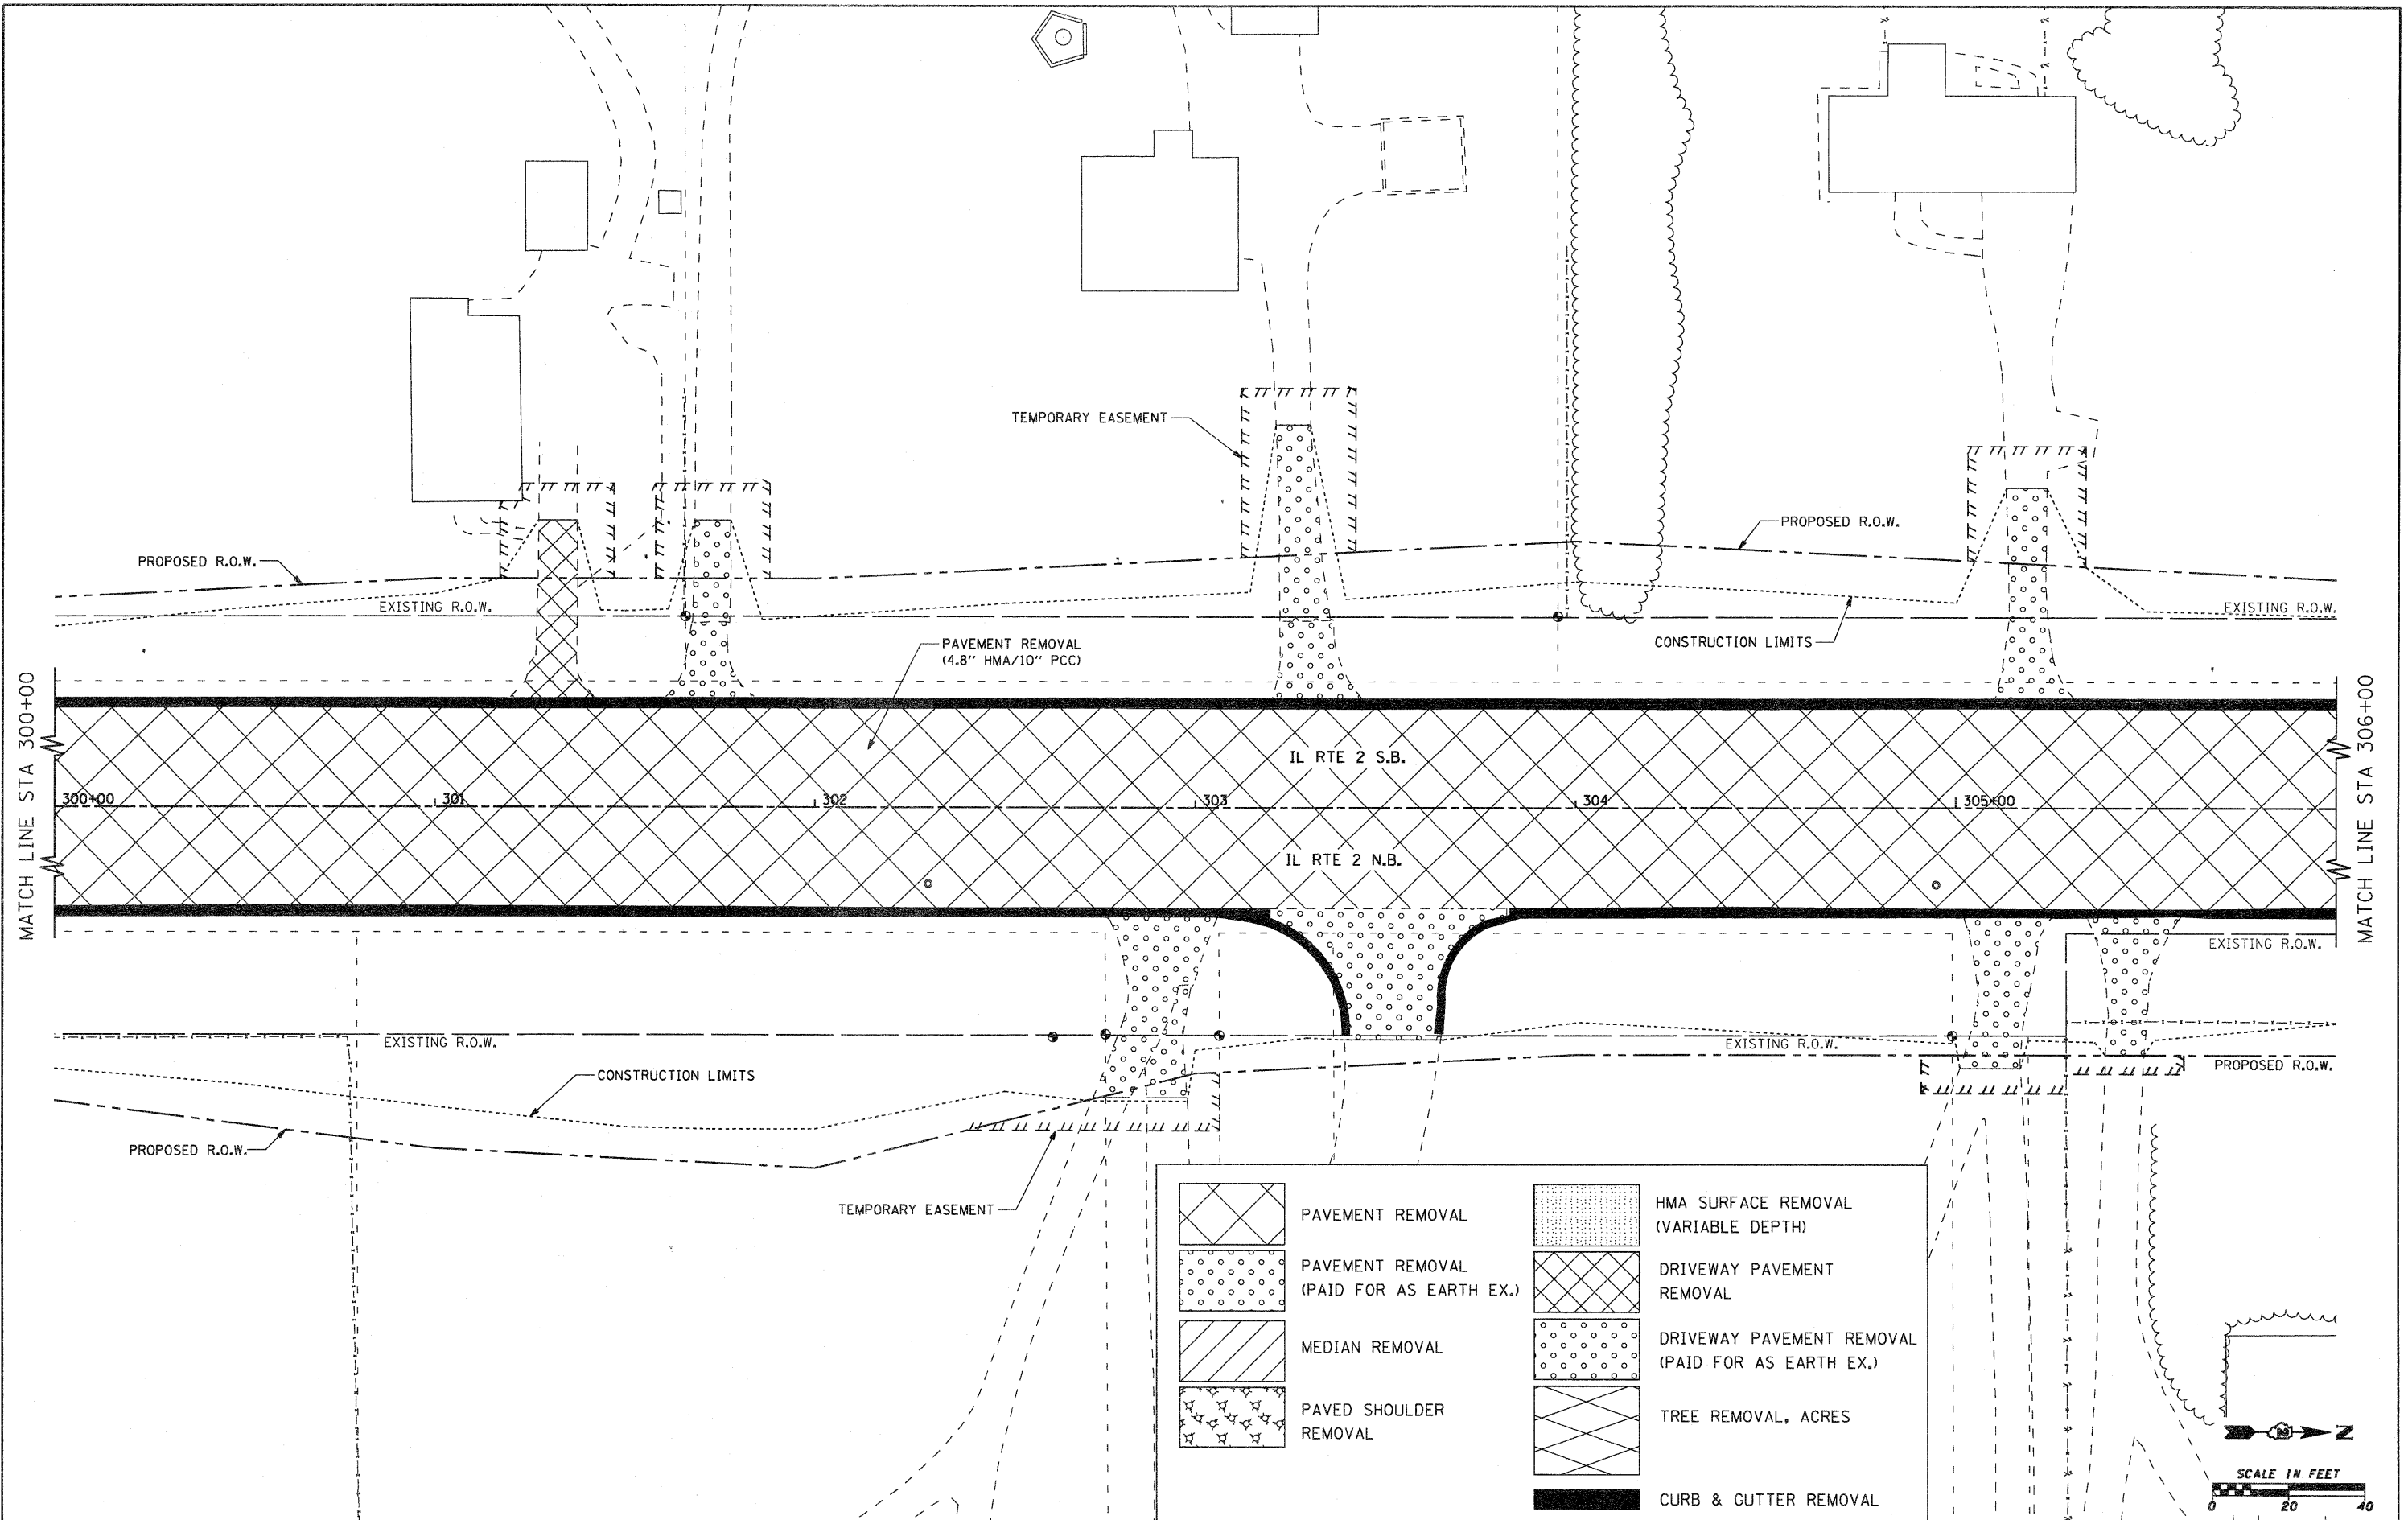 TEMPORARY EASEMENT
PROPOSED R.O.W.
PROPOSED R.O.W.
EXISTING R.O.W.
EXISTING R.O.W.
CONSTRUCTION LIMITS
PAVEMENT REMOVAL
(4.8" HMA/10" PCC)
MATCH LINE STA 300+00
MATCH LINE STA 306+00
IL RTE 2 S.B.
300+00
301
302
303
304
305+00
IL RTE 2 N.B.
EXISTING R.O.W.
EXISTING R.O.W.
EXISTING R.O.W.
PROPOSED R.O.W.
CONSTRUCTION LIMITS
PROPOSED R.O.W.
TEMPORARY EASEMENT
PAVEMENT REMOVAL
PAVEMENT REMOVAL
(PAID FOR AS EARTH EX.)
MEDIAN REMOVAL
PAVED SHOULDER
REMOVAL
HMA SURFACE REMOVAL
(VARIABLE DEPTH)
DRIVEWAY PAVEMENT
REMOVAL
DRIVEWAY PAVEMENT REMOVAL
(PAID FOR AS EARTH EX.)
TREE REMOVAL, ACRES
CURB & GUTTER REMOVAL
N
SCALE IN FEET
0 20 40